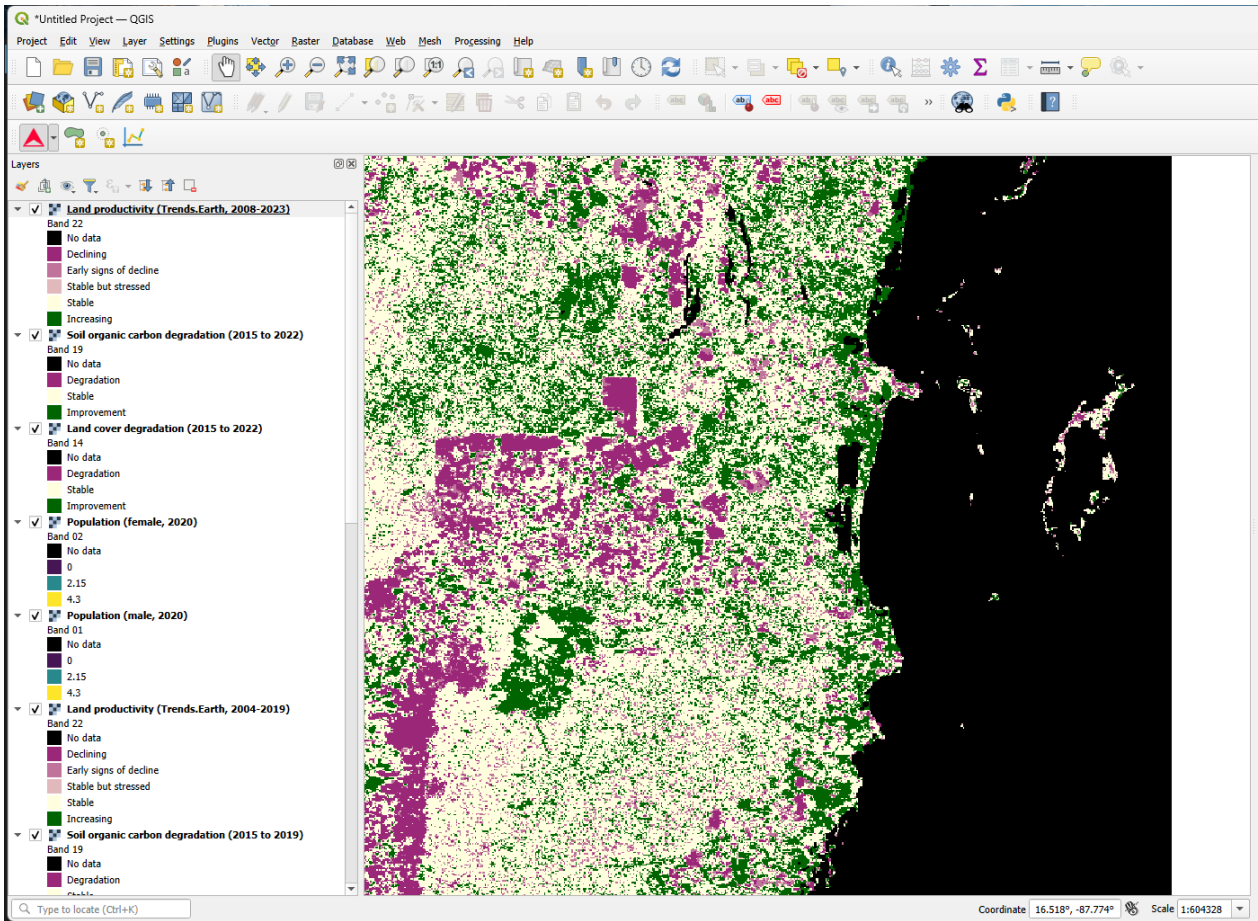 *Untitled Project — QGIS
Project Edit View Layer Settings Plugins Vector Raster Database Web Mesh Processing Help
Layers
Land productivity (Trends.Earth, 2008-2023)
Band 22
No data
Declining
Early signs of decline
Stable but stressed
Stable
Increasing
Soil organic carbon degradation (2015 to 2022)
Band 19
No data
Degradation
Stable
Improvement
Land cover degradation (2015 to 2022)
Band 14
No data
Degradation
Stable
Improvement
Population (female, 2020)
Band 02
No data
0
2.15
4.3
Population (male, 2020)
Band 01
No data
0
2.15
4.3
Land productivity (Trends.Earth, 2004-2019)
Band 22
No data
Declining
Early signs of decline
Stable but stressed
Stable
Increasing
Soil organic carbon degradation (2015 to 2019)
Band 19
No data
Degradation
Stable
Type to locate (Ctrl+K)
Coordinate 16.518°, -87.774° Scale 1:604328